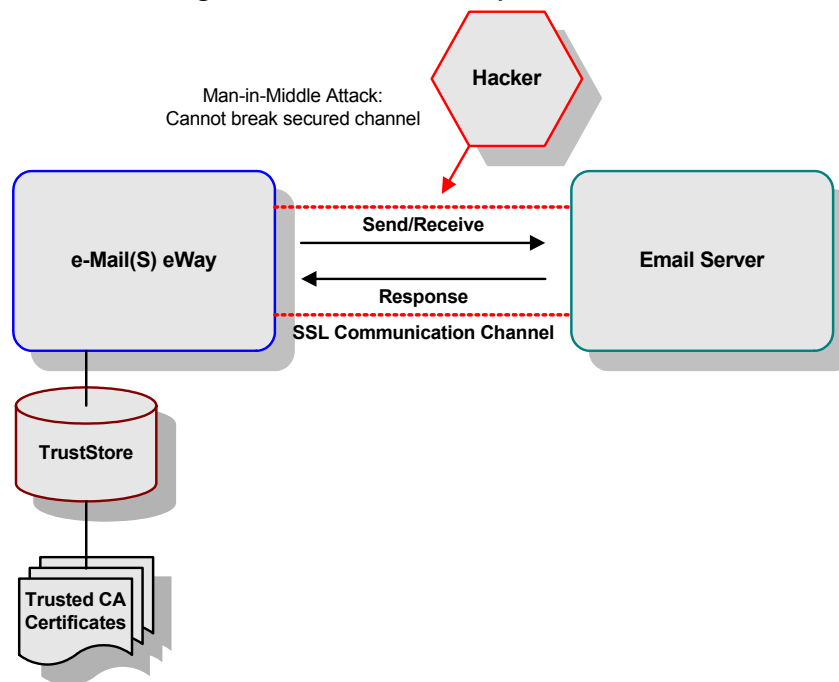 Hacker
Man-in-Middle Attack:
Cannot break secured channel
Send/Receive
e-Mail(S) eWay
Email Server
Response
SSL Communication Channel
TrustStore
Trusted CA
Certificates